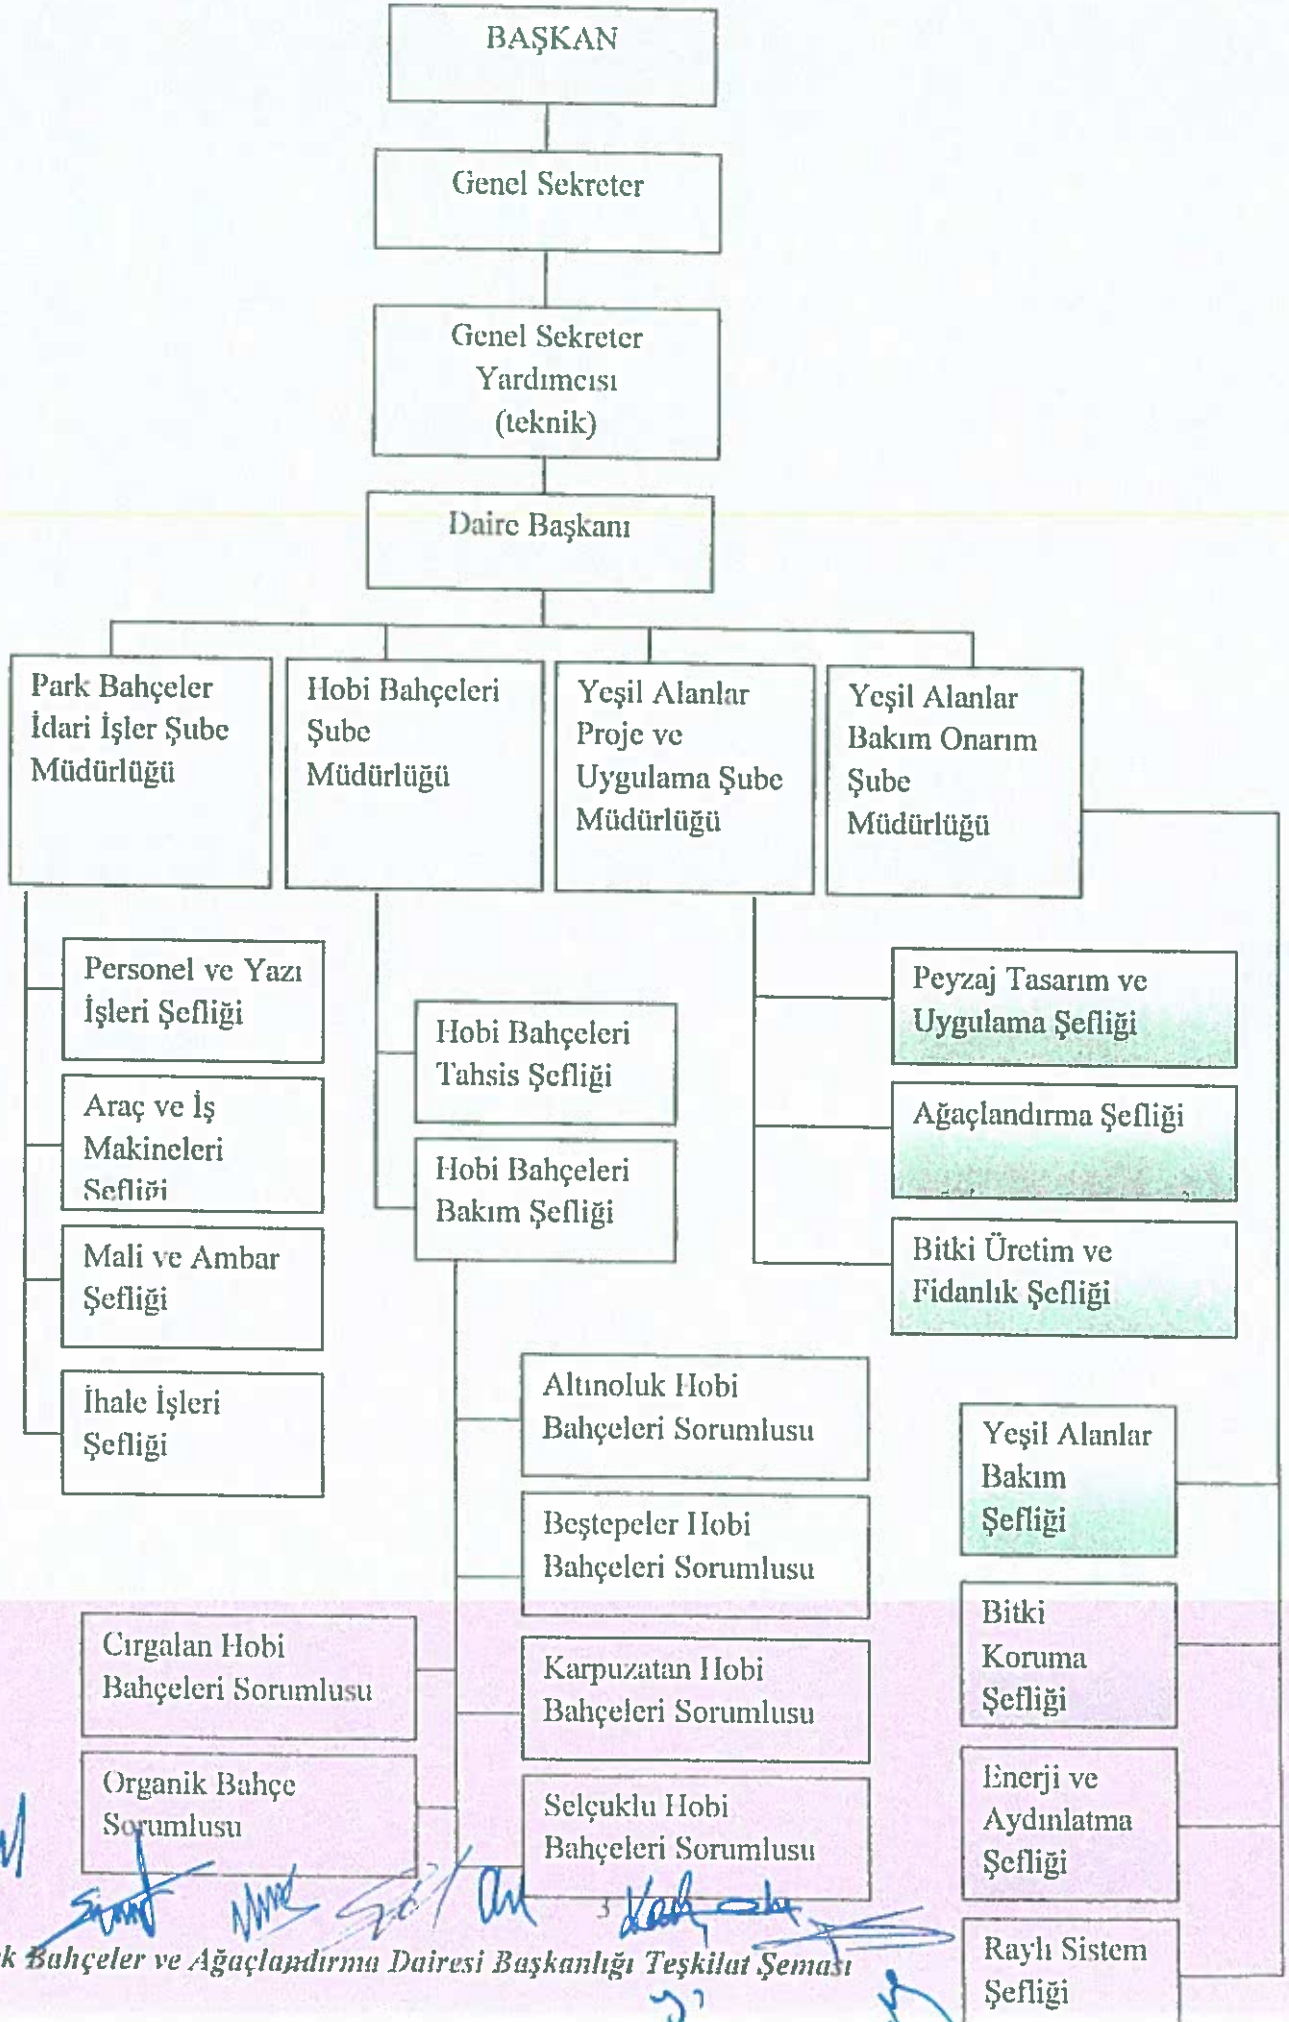 BAŞKAN
Genel Sekreter
Genel Sekreter
Yardımcısı
(teknik)
Daire Başkanı
Park Bahçeler
İdari İşler Şube
Müdürlüğü
Hobi Bahçeleri
Şube
Müdürlüğü
Yeşil Alanlar
Proje ve
Uygulama Şube
Müdürlüğü
Yeşil Alanlar
Bakım Onarım
Şube
Müdürlüğü
Personel ve Yazı
İşleri Şefliği
Araç ve İş
Makineleri
Şefliği
Mali ve Ambar
Şefliği
İhale İşleri
Şefliği
Hobi Bahçeleri
Tahsis Şefliği
Hobi Bahçeleri
Bakım Şefliği
Peyzaj Tasarım ve
Uygulama Şefliği
Ağaçlandırma Şefliği
Bitki Üretim ve
Fidanlık Şefliği
Altınoluk Hobi
Bahçeleri Sorumlusu
Beştepeler Hobi
Bahçeleri Sorumlusu
Karpuzatan Hobi
Bahçeleri Sorumlusu
Selçuklu Hobi
Bahçeleri Sorumlusu
Cırgalan Hobi
Bahçeleri Sorumlusu
Organik Bahçe
Sorumlusu
Yeşil Alanlar
Bakım
Şefliği
Bitki
Koruma
Şefliği
Enerji ve
Aydınlatma
Şefliği
Raylı Sistem
Şefliği
3
Bahçeler ve Ağaçlandırma Dairesi Başkanlığı Teşkilat Şeması